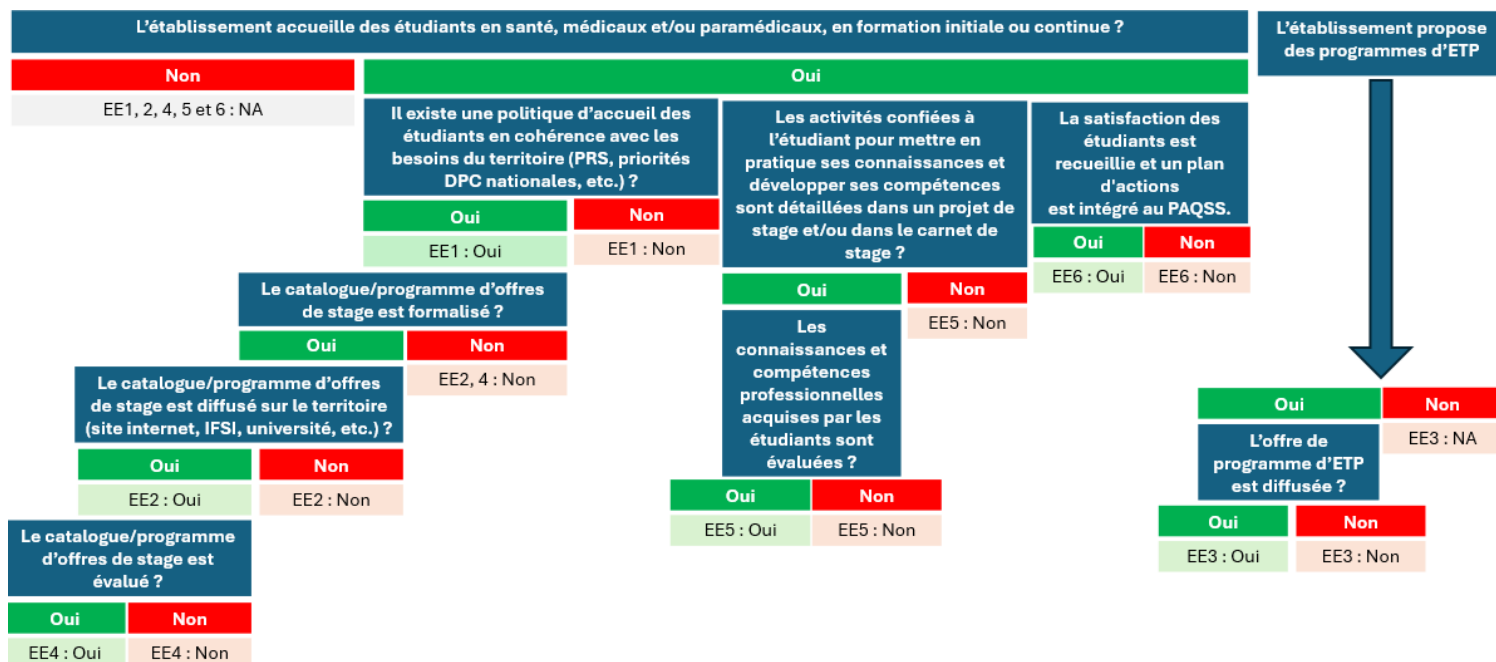 L'établissement accueille des étudiants en santé, médicaux et/ou paramédicaux, en formation initiale ou continue ?
Non
EE1, 2, 4, 5 et 6 : NA
Oui
Il existe une politique d'accueil des
étudiants en cohérence avec les
besoins du territoire (PRS, priorités
DPC nationales, etc.) ?
Oui
Non
EE1 : Oui
EE1 : Non
Le catalogue/programme d'offres
de stage est formalisé ?
Oui
Non
EE2, 4 : Non
Le catalogue/programme d'offres
de stage est diffusé sur le territoire
(site internet, IFSI, université, etc.) ?
Oui
Non
EE2 : Oui
EE2 : Non
Le catalogue/programme
d'offres de stage est
évalué ?
Oui
Non
EE4 : Oui
EE4 : Non
Les activités confiées à
l'étudiant pour mettre en
pratique ses connaissances et
développer ses compétences
sont détaillées dans un projet de
stage et/ou dans le carnet de
stage ?
Oui
Non
EE5 : Non
Les
connaissances et
compétences
professionnelles
acquises par les
étudiants sont
évaluées ?
Oui
Non
EE5 : Oui
EE5 : Non
La satisfaction des
étudiants est
recueillie et un plan
d'actions
est intégré au PAQSS.
Oui
Non
EE6 : Oui
EE6 : Non
L'établissement propose
des programmes d'ETP
Oui
Non
EE3 : NA
L'offre de
programme d'ETP
est diffusée ?
Oui
Non
EE3 : Oui
EE3 : Non